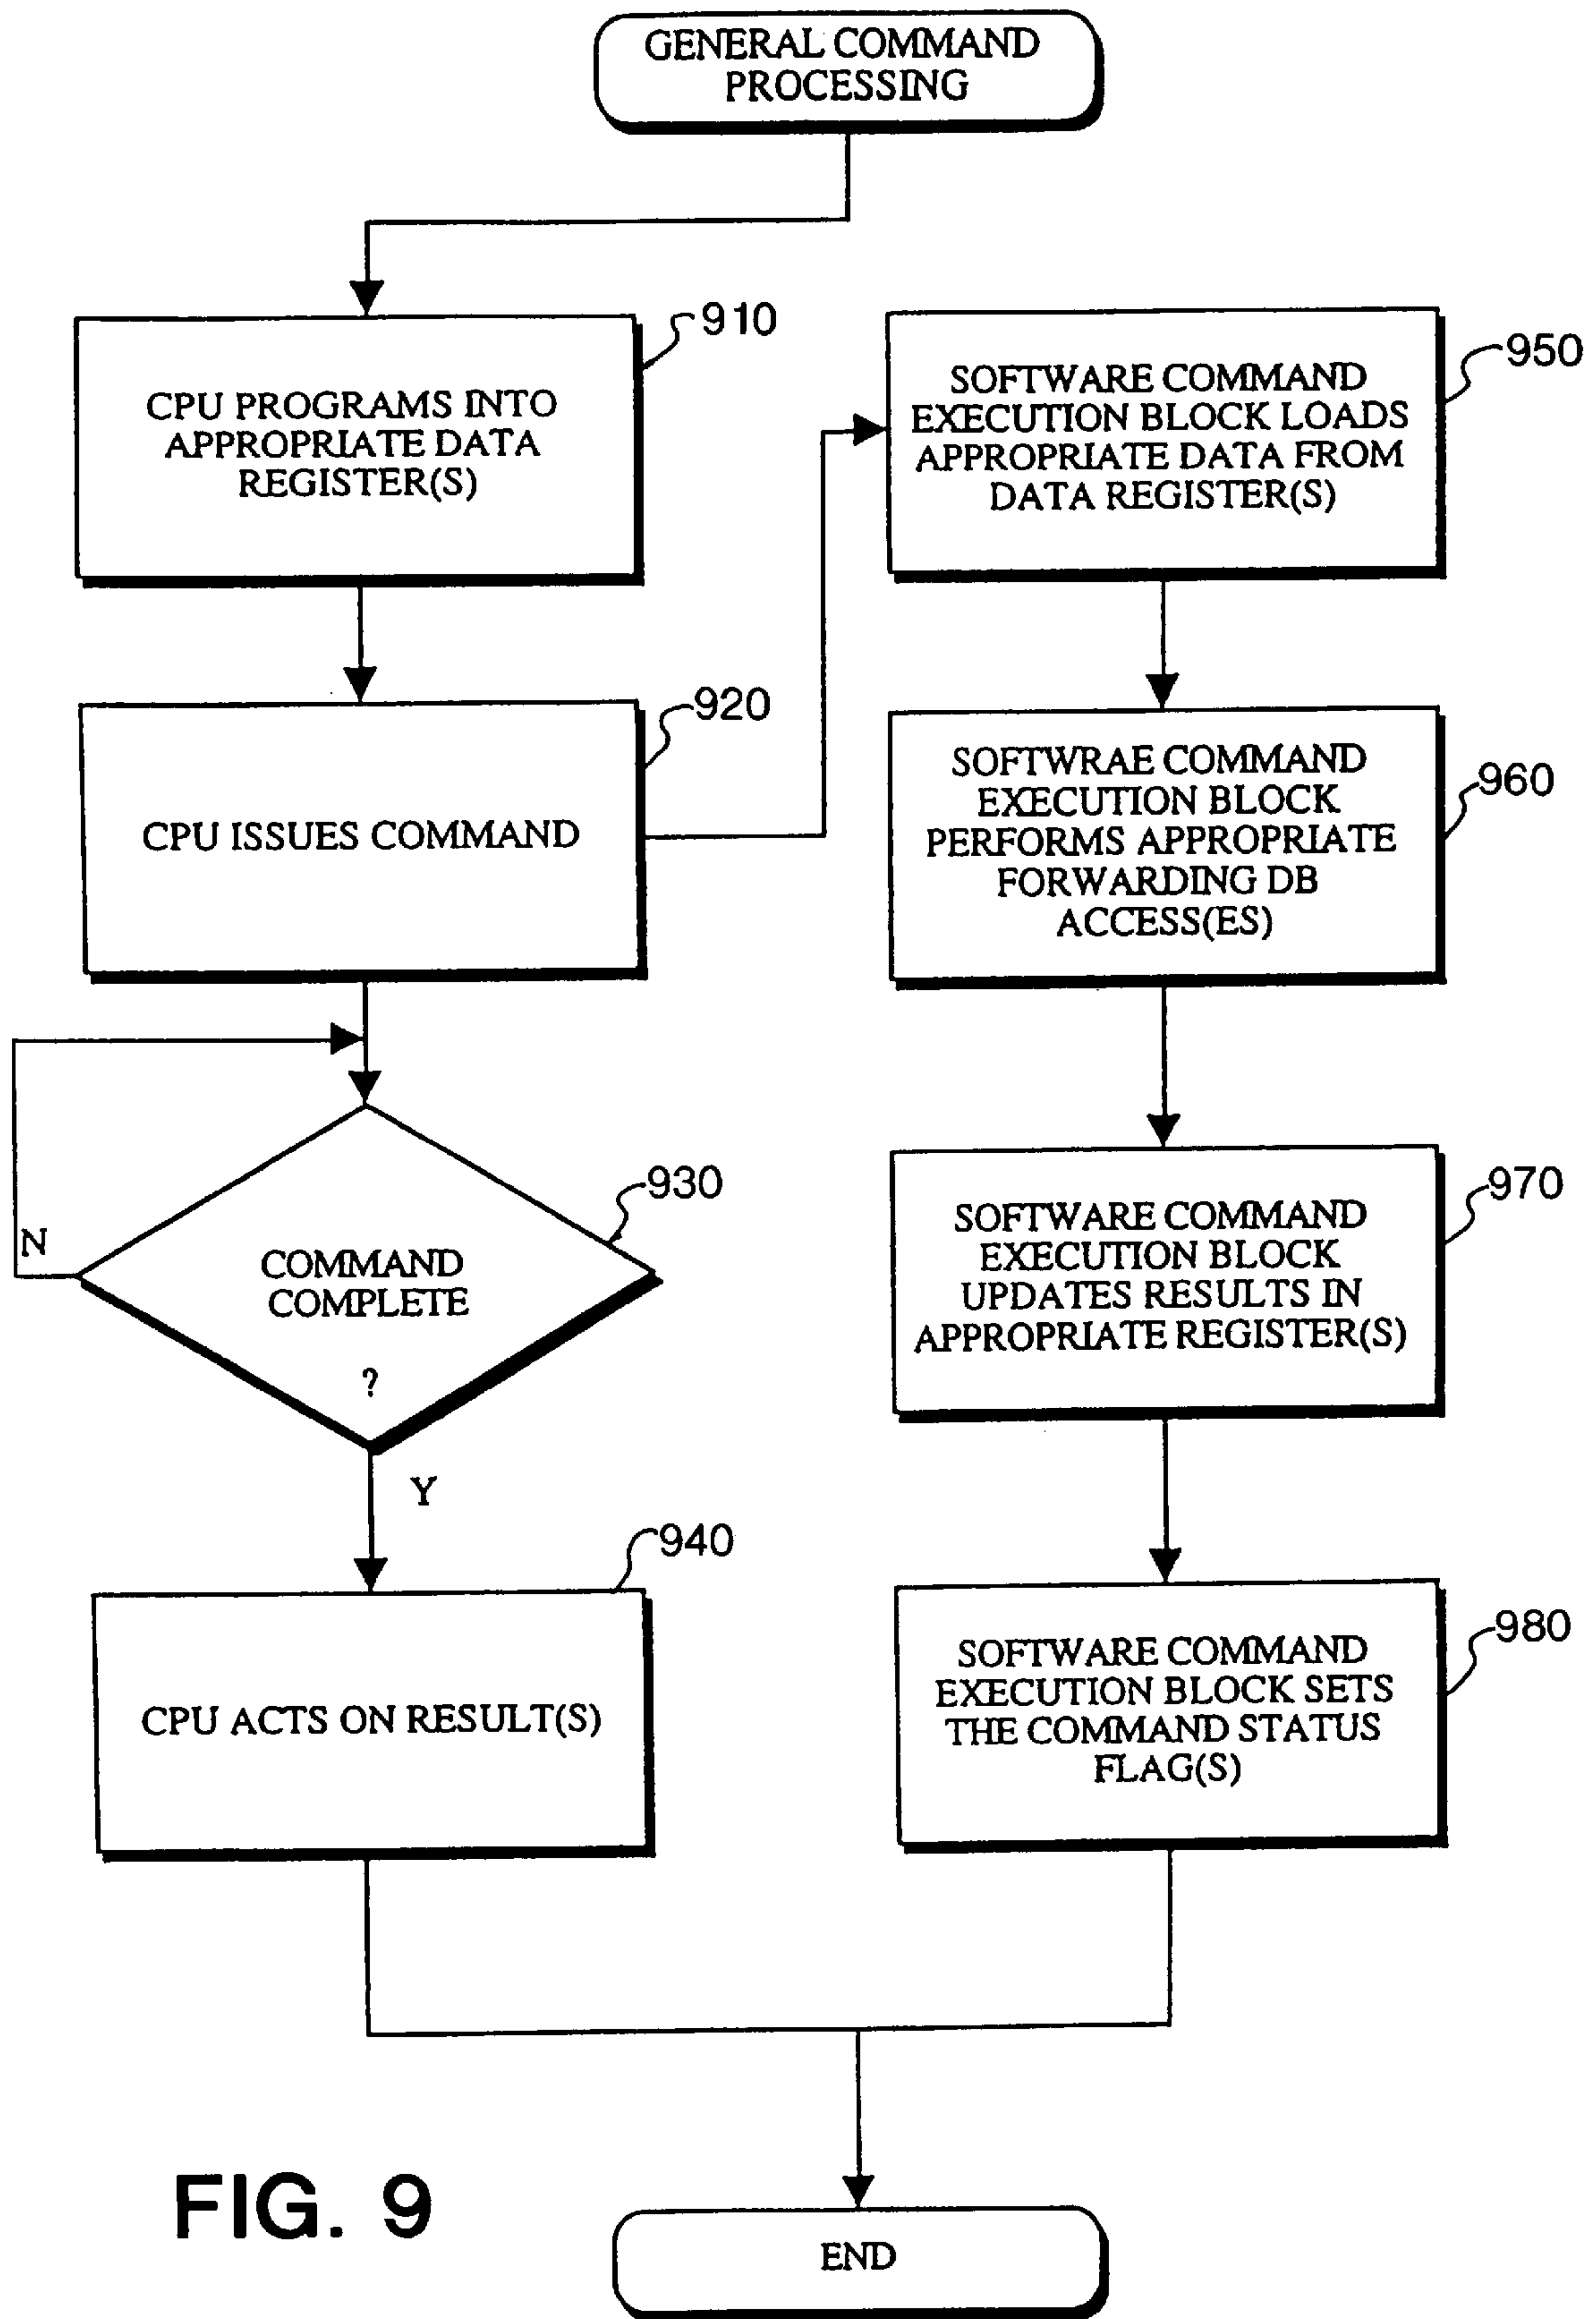 GENERAL COMMAND
PROCESSING
910
CPU PROGRAMS INTO
APPROPRIATE DATA
REGISTER(S)
920
CPU ISSUES COMMAND
930
COMMAND
COMPLETE
?
N
Y
940
CPU ACTS ON RESULT(S)
950
SOFTWARE COMMAND
EXECUTION BLOCK LOADS
APPROPRIATE DATA FROM
DATA REGISTER(S)
960
SOFTWRAE COMMAND
EXECUTION BLOCK
PERFORMS APPROPRIATE
FORWARDING DB
ACCESS(ES)
970
SOFTWARE COMMAND
EXECUTION BLOCK
UPDATES RESULTS IN
APPROPRIATE REGISTER(S)
980
SOFTWARE COMMAND
EXECUTION BLOCK SETS
THE COMMAND STATUS
FLAG(S)
END
FIG. 9